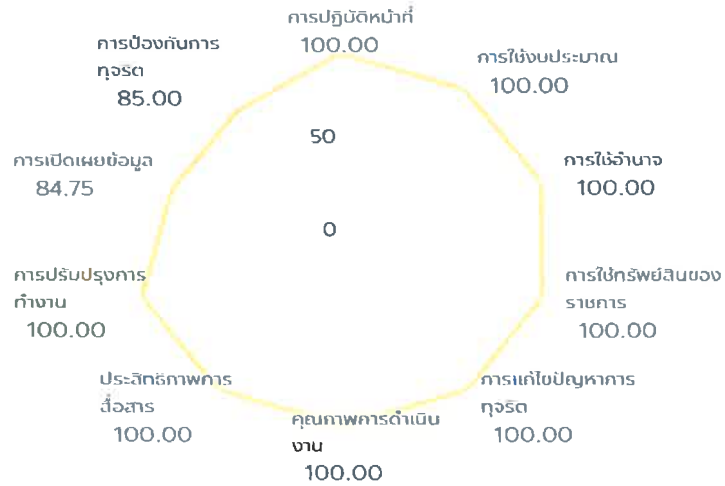 การปฏิบัติหน้าที่
100.00
การใช้งบประมาณ
100.00
การใช้อำนาจ
100.00
การใช้ทรัพย์สินของ
ราชการ
100.00
การแก้ไขปัญหาการ
ทุจริต
100.00
คุณภาพการดำเนิน
งาน
100.00
ประสิทธิภาพการ
สื่อสาร
100.00
การปรับปรุงการ
ทำงาน
100.00
การเปิดเผยข้อมูล
84.75
การป้องกันการ
ทุจริต
85.00
50
0